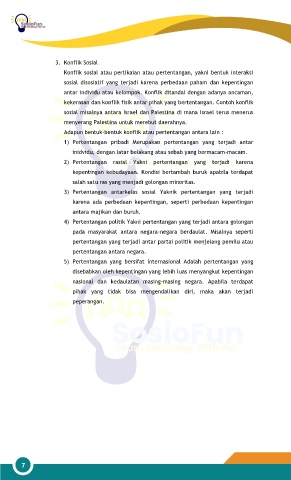 SosioFun
3. Konflik Sosial
Konflik sosial atau pertikaian atau pertentangan, yakni bentuk interaksi
sosial disosiatif yang terjadi karena perbedaan paham dan kepentingan
antar individu atau kelompok. Konflik ditandai dengan adanya ancaman,
kekerasan dan konflik fisik antar pihak yang bertentangan. Contoh konflik
sosial misalnya antara Israel dan Palestina di mana Israel terus menerus
menyerang Palestina untuk merebut daerahnya.
Adapun bentuk-bentuk konflik atau pertentangan antara lain :
1) Pertentangan pribadi Merupakan pertentangan yang terjadi antar
inidvidu, dengan latar belakang atau sebab yang bermacam-macam.
2) Pertentangan rasial Yakni pertentangan yang terjadi karena
kepentingan kebudayaan. Kondisi bertambah buruk apabila terdapat
salah satu ras yang menjadi golongan minoritas.
3) Pertentangan antarkelas sosial Yaknik pertentangan yang terjadi
karena ada perbedaan kepentingan, seperti perbedaan kepentingan
antara majikan dan buruh.
4) Pertentangan politik Yakni pertentangan yang terjadi antara golongan
pada masyarakat antara negara-negara berdaulat. Misalnya seperti
pertentangan yang terjadi antar partai politik menjelang pemilu atau
pertentangan antara negara.
5) Pertentangan yang bersifat internasional Adalah pertentangan yang
disebabkan oleh kepentingan yang lebih luas menyangkut kepentingan
nasional dan kedaulatan masing-masing negara. Apabila terdapat
pihak yang tidak bisa mengendalikan diri, maka akan terjadi
peperangan.
SosioFun
7